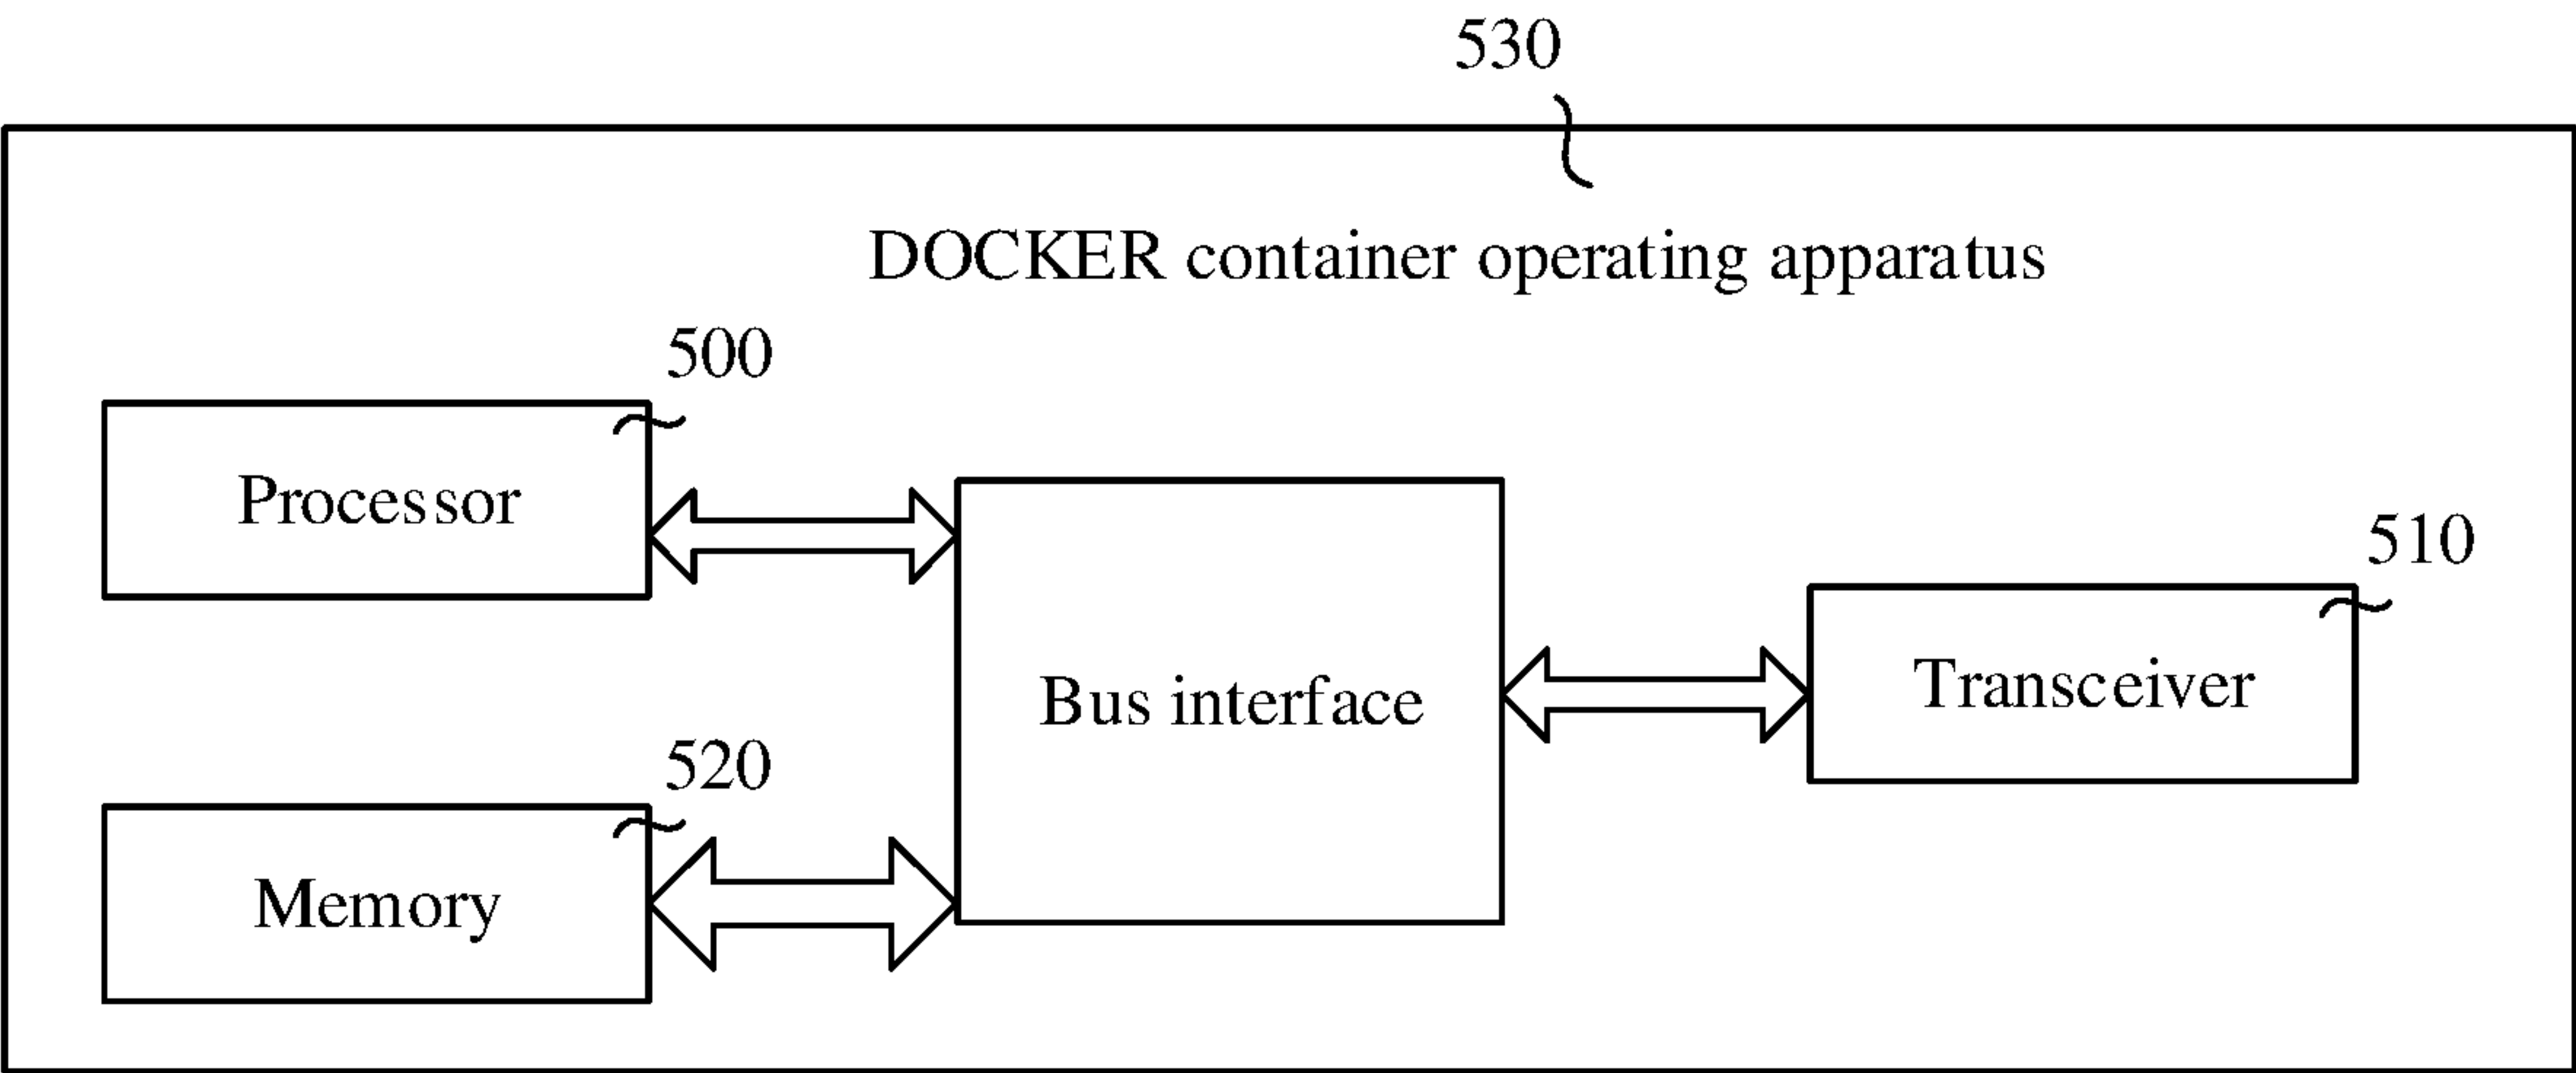 530
DOCKER container operating apparatus
500
Processor
510
Bus interface
Transceiver
520
Memory